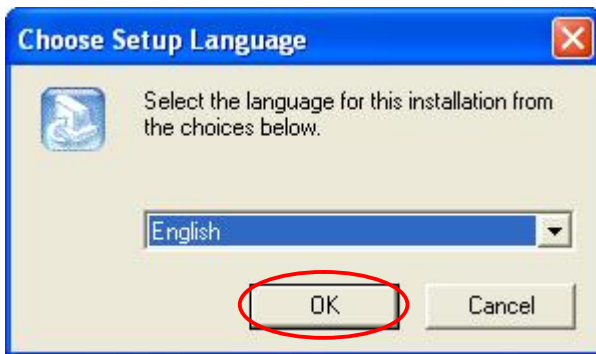 Choose Setup Language
Select the language for this installation from
the choices below.
English
OK
Cancel